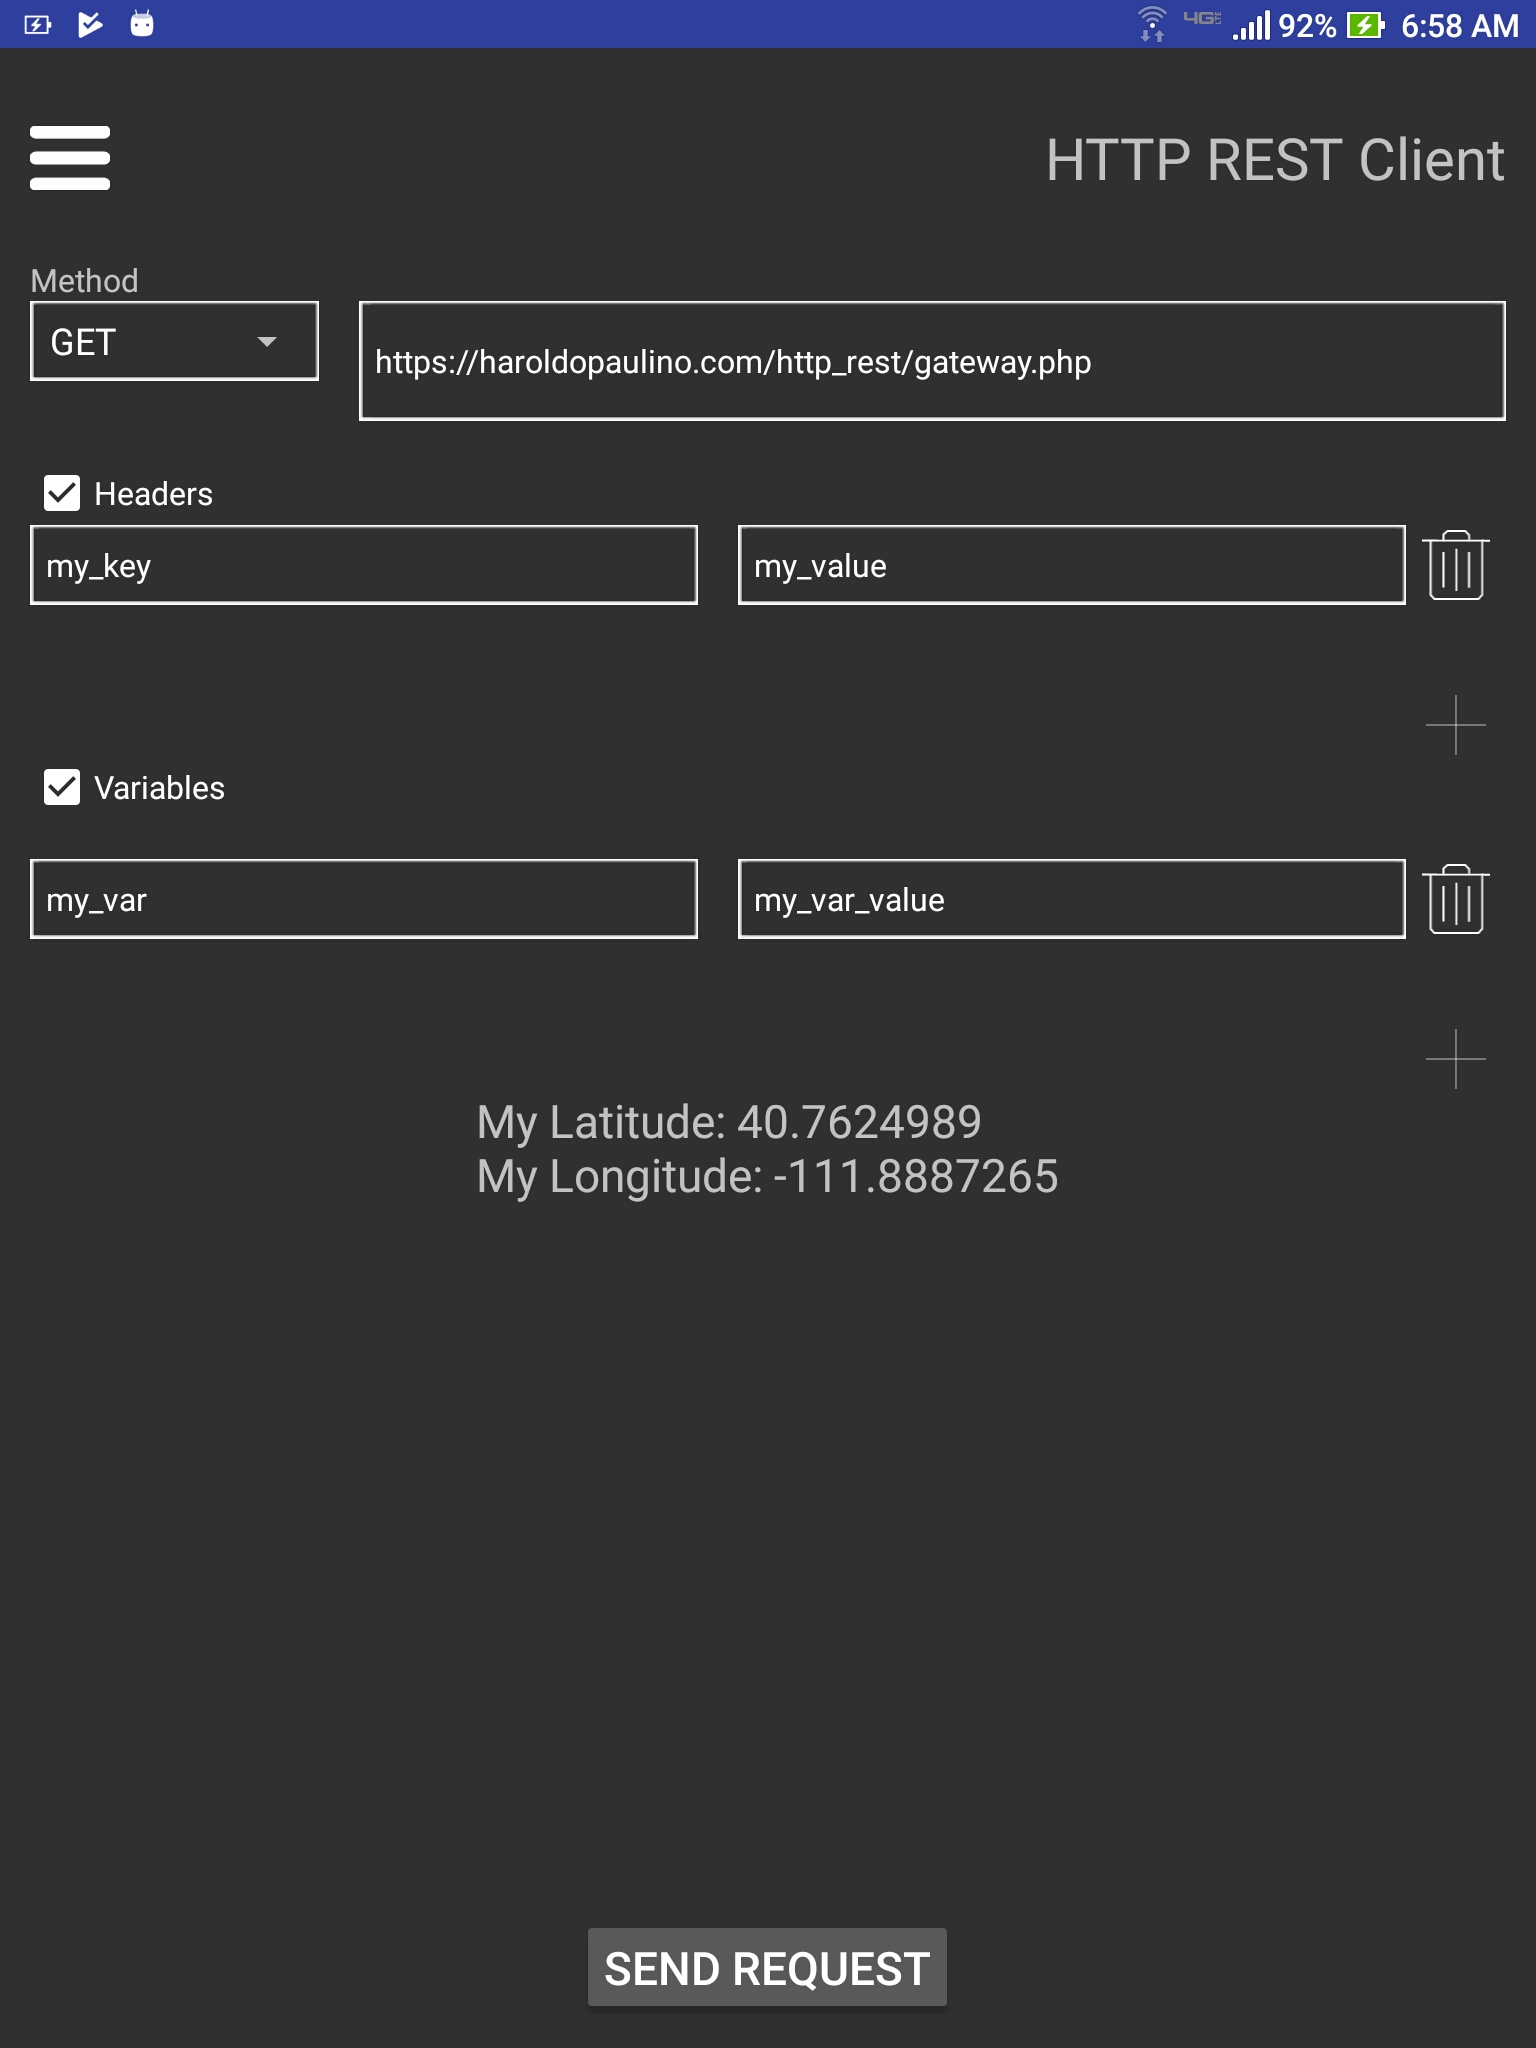 4G LTE 92% 6:58 AM
HTTP REST Client
Method
GET
https://haroldopaulino.com/http_rest/gateway.php
Headers
my_key my_value
Variables
my_var my_var_value
My Latitude: 40.7624989
My Longitude: -111.8887265
SEND REQUEST